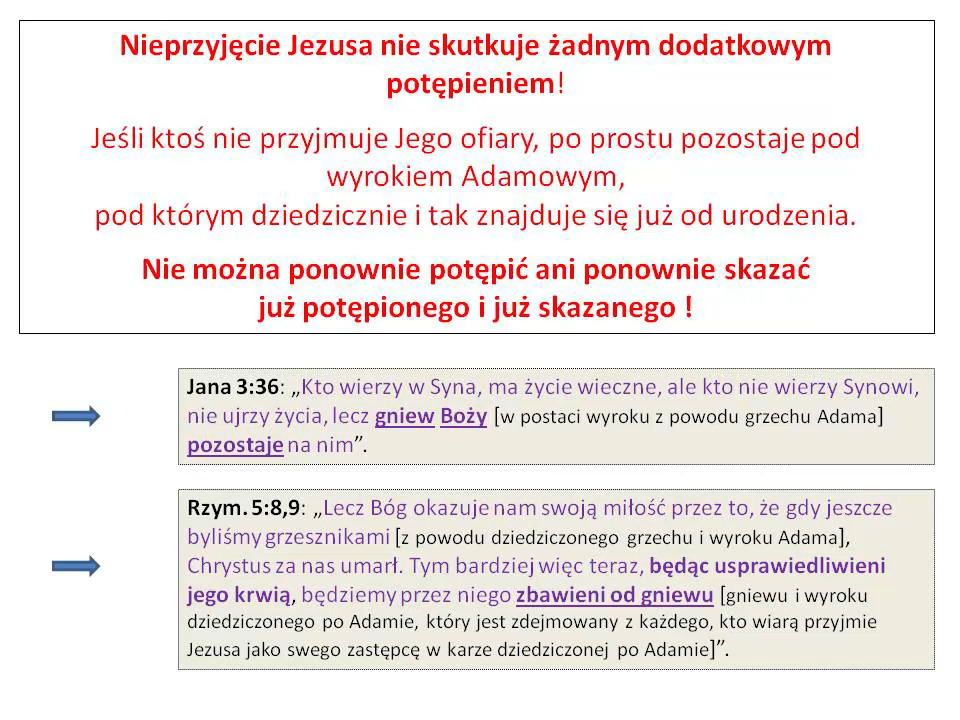 Nieprzyjęcie Jezusa nie skutkuje żadnym dodatkowym
potępieniem!
Jeśli ktoś nie przyjmuje Jego ofiary, po prostu pozostaje pod
wyrokiem Adamowym,
pod którym dziedzicznie i tak znajduje się już od urodzenia.
Nie można ponownie potępić ani ponownie skazać
już potępionego i już skazanego !
Jana 3:36: „Kto wierzy w Syna, ma życie wieczne, ale kto nie wierzy Synowi,
nie ujrzy życia, lecz gniew Boży [w postaci wyroku z powodu grzechu Adama]
pozostaje na nim”.
Rzym. 5:8,9: „Lecz Bóg okazuje nam swoją miłość przez to, że gdy jeszcze
byliśmy grzesznikami [z powodu dziedziczonego grzechu i wyroku Adama],
Chrystus za nas umarł. Tym bardziej więc teraz, będąc usprawiedliwieni
jego krwią, będziemy przez niego zbawieni od gniewu [gniewu i wyroku
dziedziczonego po Adamie, który jest zdejmowany z każdego, kto wiarą przyjmie
Jezusa jako swego zastępcę w karze dziedziczonej po Adamie]”.